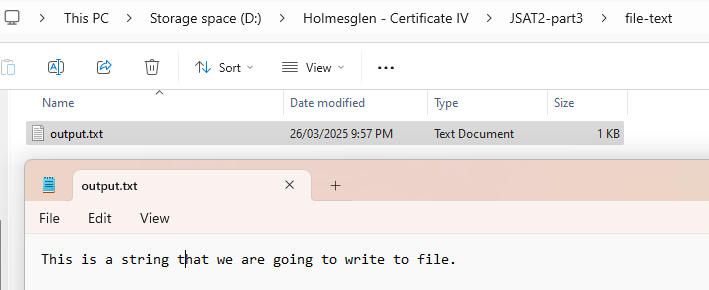 This PC > Storage space (D:) > Holmesglen - Certificate IV > JSAT2-part3 > file-text
Sort View ...
Name Date modified Type Size
output.txt 26/03/2025 9:57 PM Text Document 1 KB
output.txt
File Edit View
This is a string that we are going to write to file.